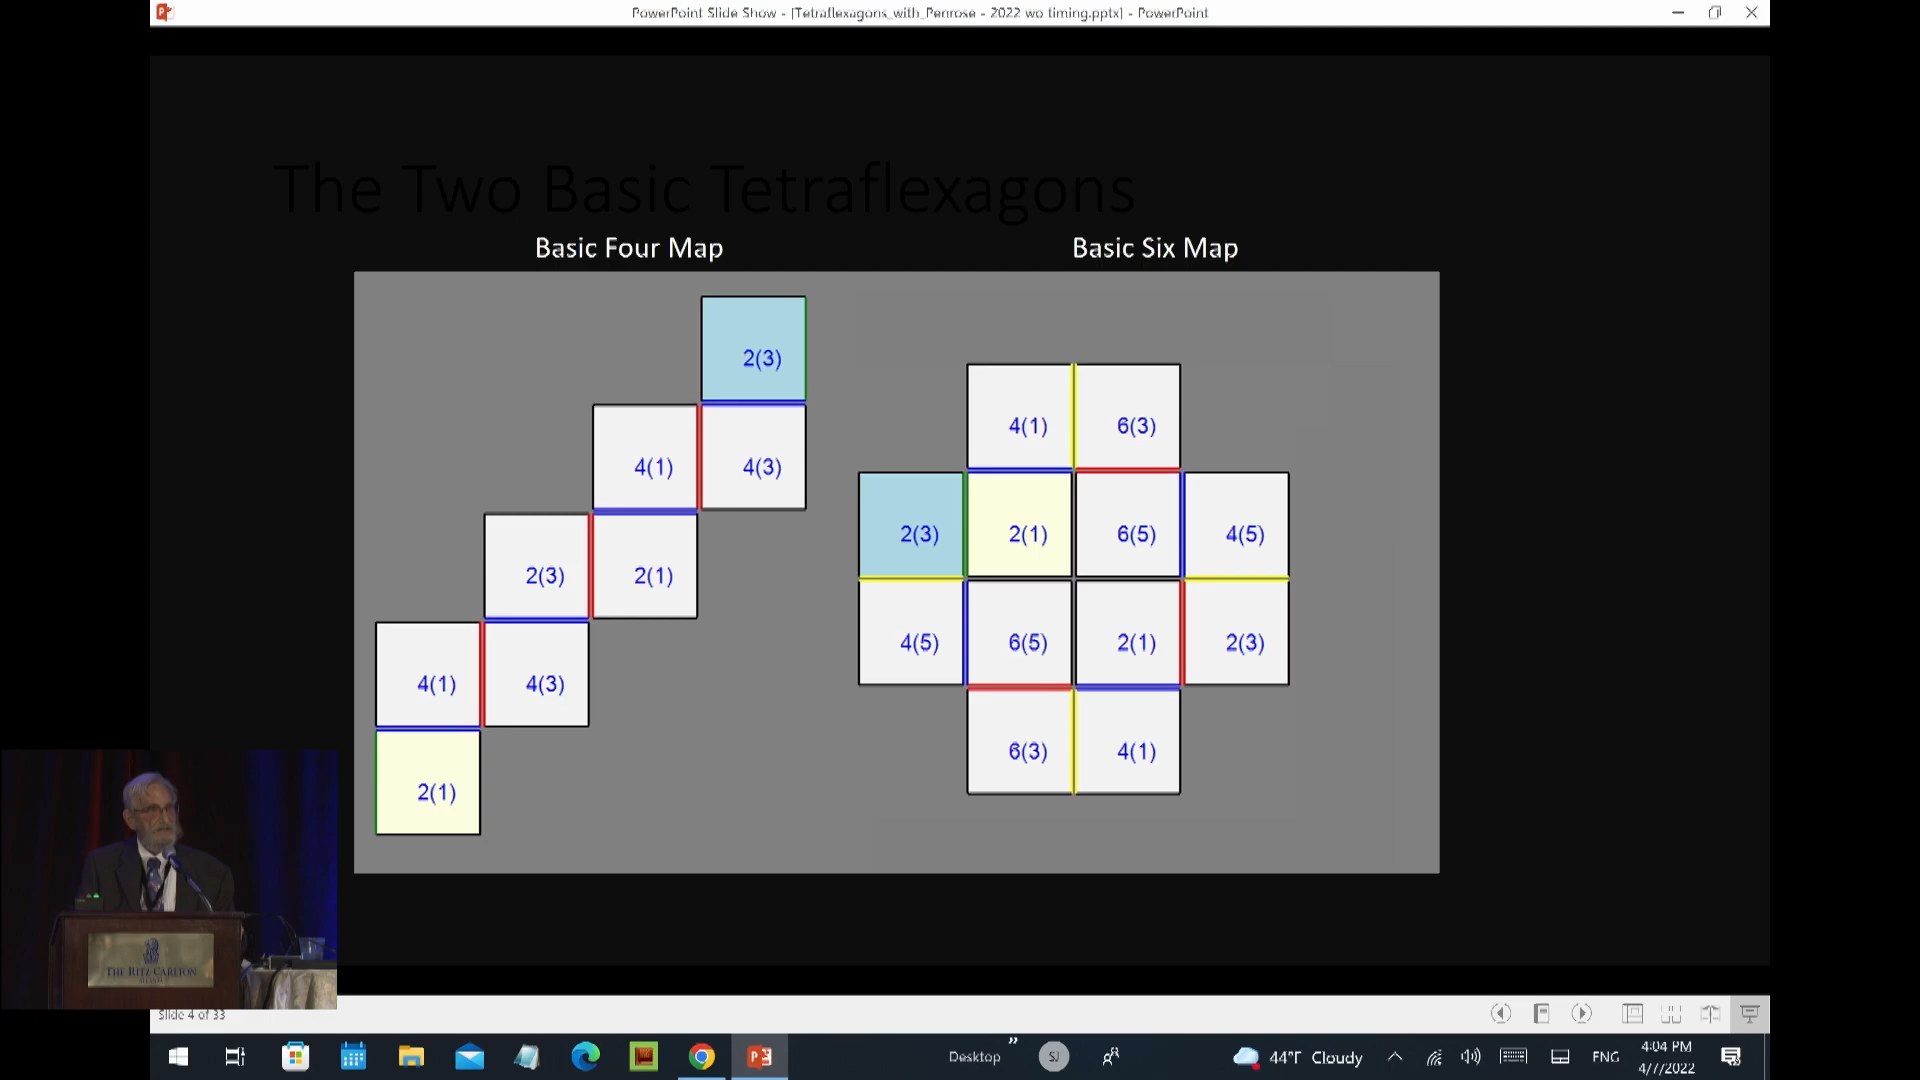 PowerPoint Slide Show - [Tetraflexagons_with_Penrose - 2022 wo timing.pptx] - PowerPoint
The Two Basic Tetraflexagons
Basic Four Map
Basic Six Map
2(3)
4(1) 4(3)
2(3) 2(1)
4(1) 4(3)
2(1)
4(1) 6(3)
2(3) 2(1) 6(5) 4(5)
4(5) 6(5) 2(1) 2(3)
6(3) 4(1)
THE RITZ CARLTON
Slide 4 of 33
Desktop
»
SJ
44°F Cloudy
ENG
4:04 PM
4/7/2022